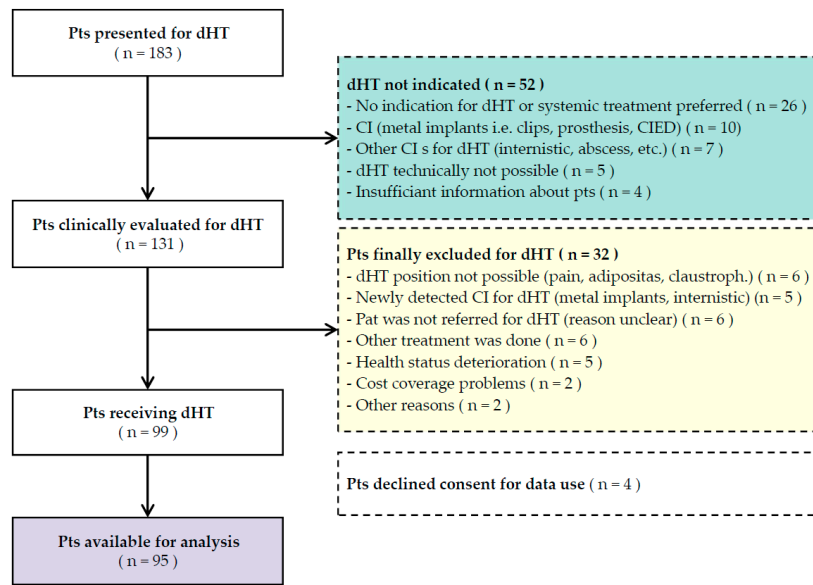 Pts presented for dHT
( n = 183)
dHT not indicated ( n = 52)
- No indication for dHT or systemic treatment preferred ( n = 26 )
- CI (metal implants i.e. clips, prosthesis, CIED) ( n = 10)
- Other CI s for dHT (internistic, abscess, etc.) ( n = 7 )
- dHT technically not possible ( n = 5 )
- Insufficient information about pts ( n = 4 )
Pts clinically evaluated for dHT
( n = 131)
Pts finally excluded for dHT ( n = 32 )
- dHT position not possible (pain, adipositas, claustroph.) ( n = 6 )
- Newly detected CI for dHT (metal implants, internistic) (n = 5 )
- Pat was not referred for dHT (reason unclear) ( n = 6 )
- Other treatment was done ( n = 6 )
- Health status deterioration ( n = 5 )
- Cost coverage problems ( n = 2 )
- Other reasons ( n = 2 )
Pts receiving dHT
( n = 99)
Pts declined consent for data use ( n = 4 )
Pts available for analysis
( n = 95 )